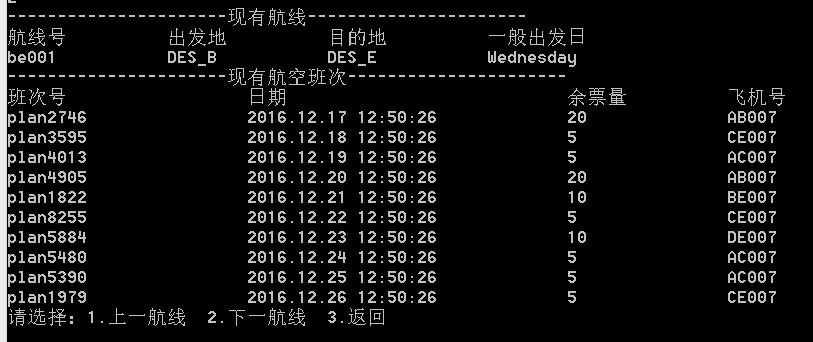 ----------------------现有航线----------------------
航线号 出发地 目的地 一般出发日
be001 DES_B DES_E Wednesday
----------------------现有航空班次----------------------
班次号 日期 余票量 飞机号
plan2746 2016.12.17 12:50:26 20 AB007
plan3595 2016.12.18 12:50:26 5 CE007
plan4013 2016.12.19 12:50:26 5 AC007
plan4905 2016.12.20 12:50:26 20 AB007
plan1822 2016.12.21 12:50:26 10 BE007
plan8255 2016.12.22 12:50:26 5 CE007
plan5884 2016.12.23 12:50:26 10 DE007
plan5480 2016.12.24 12:50:26 5 AC007
plan5390 2016.12.25 12:50:26 5 AC007
plan1979 2016.12.26 12:50:26 5 CE007
请选择：1.上一航线 2.下一航线 3.返回